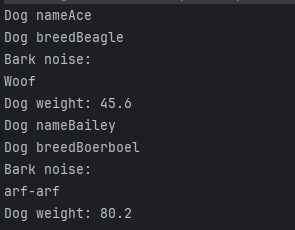 Dog nameAce
Dog breedBeagle
Bark noise:
Woof
Dog weight: 45.6
Dog nameBailey
Dog breedBoerboel
Bark noise:
arf-arf
Dog weight: 80.2